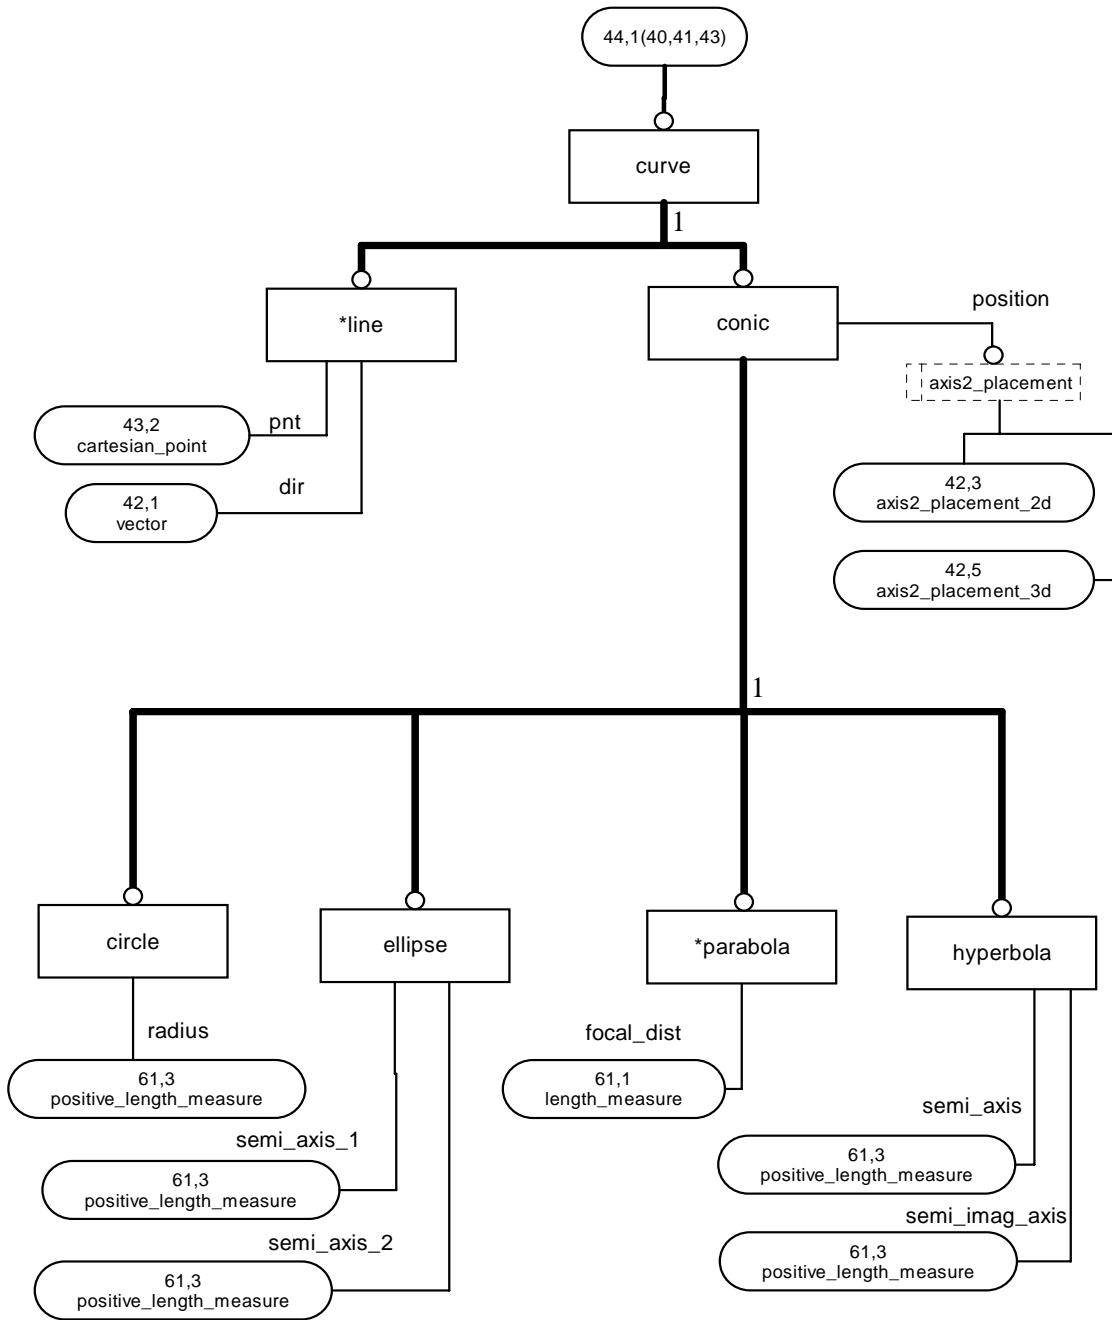 44,1(40,41,43)
curve
1
*line
conic
position
axis2_placement
43,2
cartesian_point
pnt
42,1
vector
dir
42,3
axis2_placement_2d
42,5
axis2_placement_3d
1
circle
ellipse
*parabola
hyperbola
radius
61,3
positive_length_measure
semi_axis_1
61,3
positive_length_measure
semi_axis_2
61,3
positive_length_measure
focal_dist
61,1
length_measure
semi_axis
61,3
positive_length_measure
semi_imag_axis
61,3
positive_length_measure